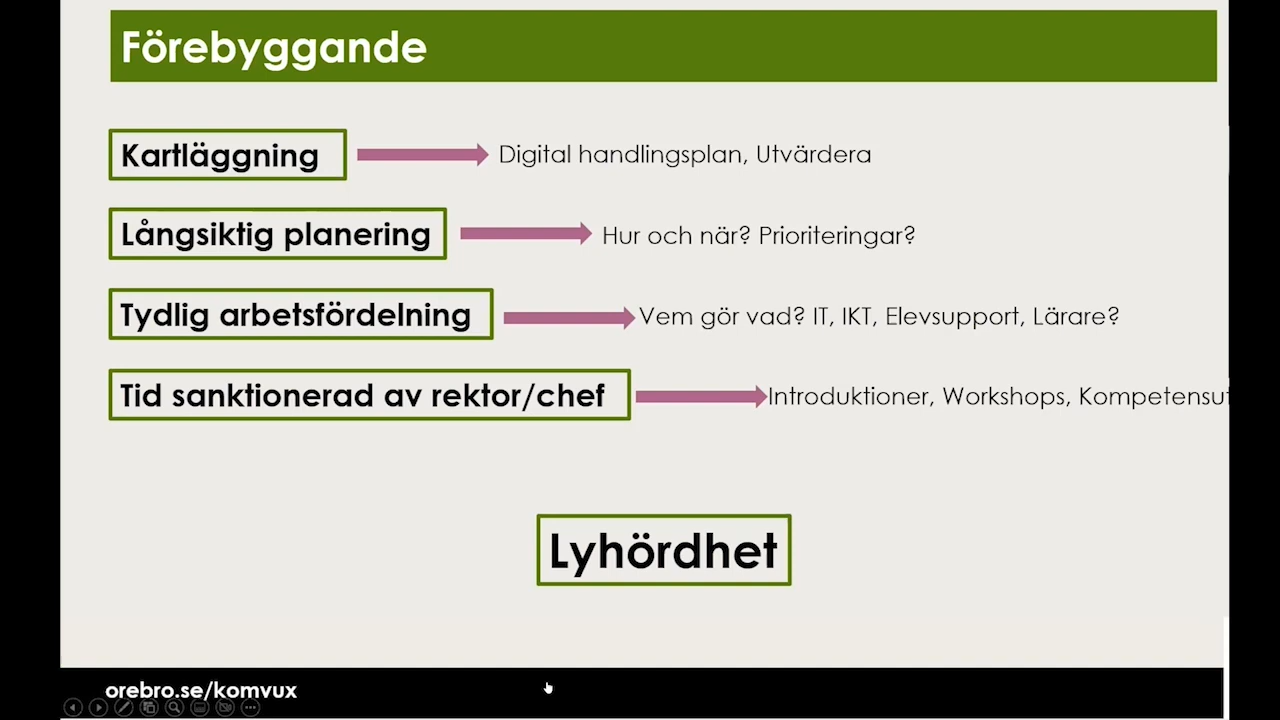 Förebyggande
Kartläggning Digital handlingsplan, Utvärdera
Långsiktig planering Hur och när? Prioriteringar?
Tydlig arbetsfördelning Vem gör vad? IT, IKT, Elevsupport, Lärare?
Tid sanktionerad av rektor/chef Introduktioner, Workshops,
Lyhördhet
orebro.se/komvux